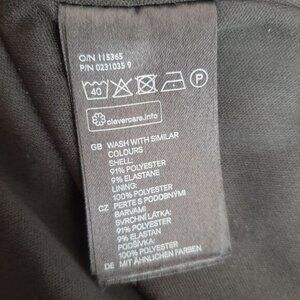 O/N 115365
P/N 0231035 9
40 P
clevercare.info
GB WASH WITH SIMILAR
COLOURS
SHELL:
91% POLYESTER
9% ELASTANE
LINING:
100% POLYESTER
CZ PERTE S PODOBNÝMI
BARVAMI
SVRCHNÍ LÁTKA:
91% POLYESTER
9% ELASTAN
PODŠÍVKA:
100% POLYESTER
DE MIT ÄHNLICHEN FARBEN